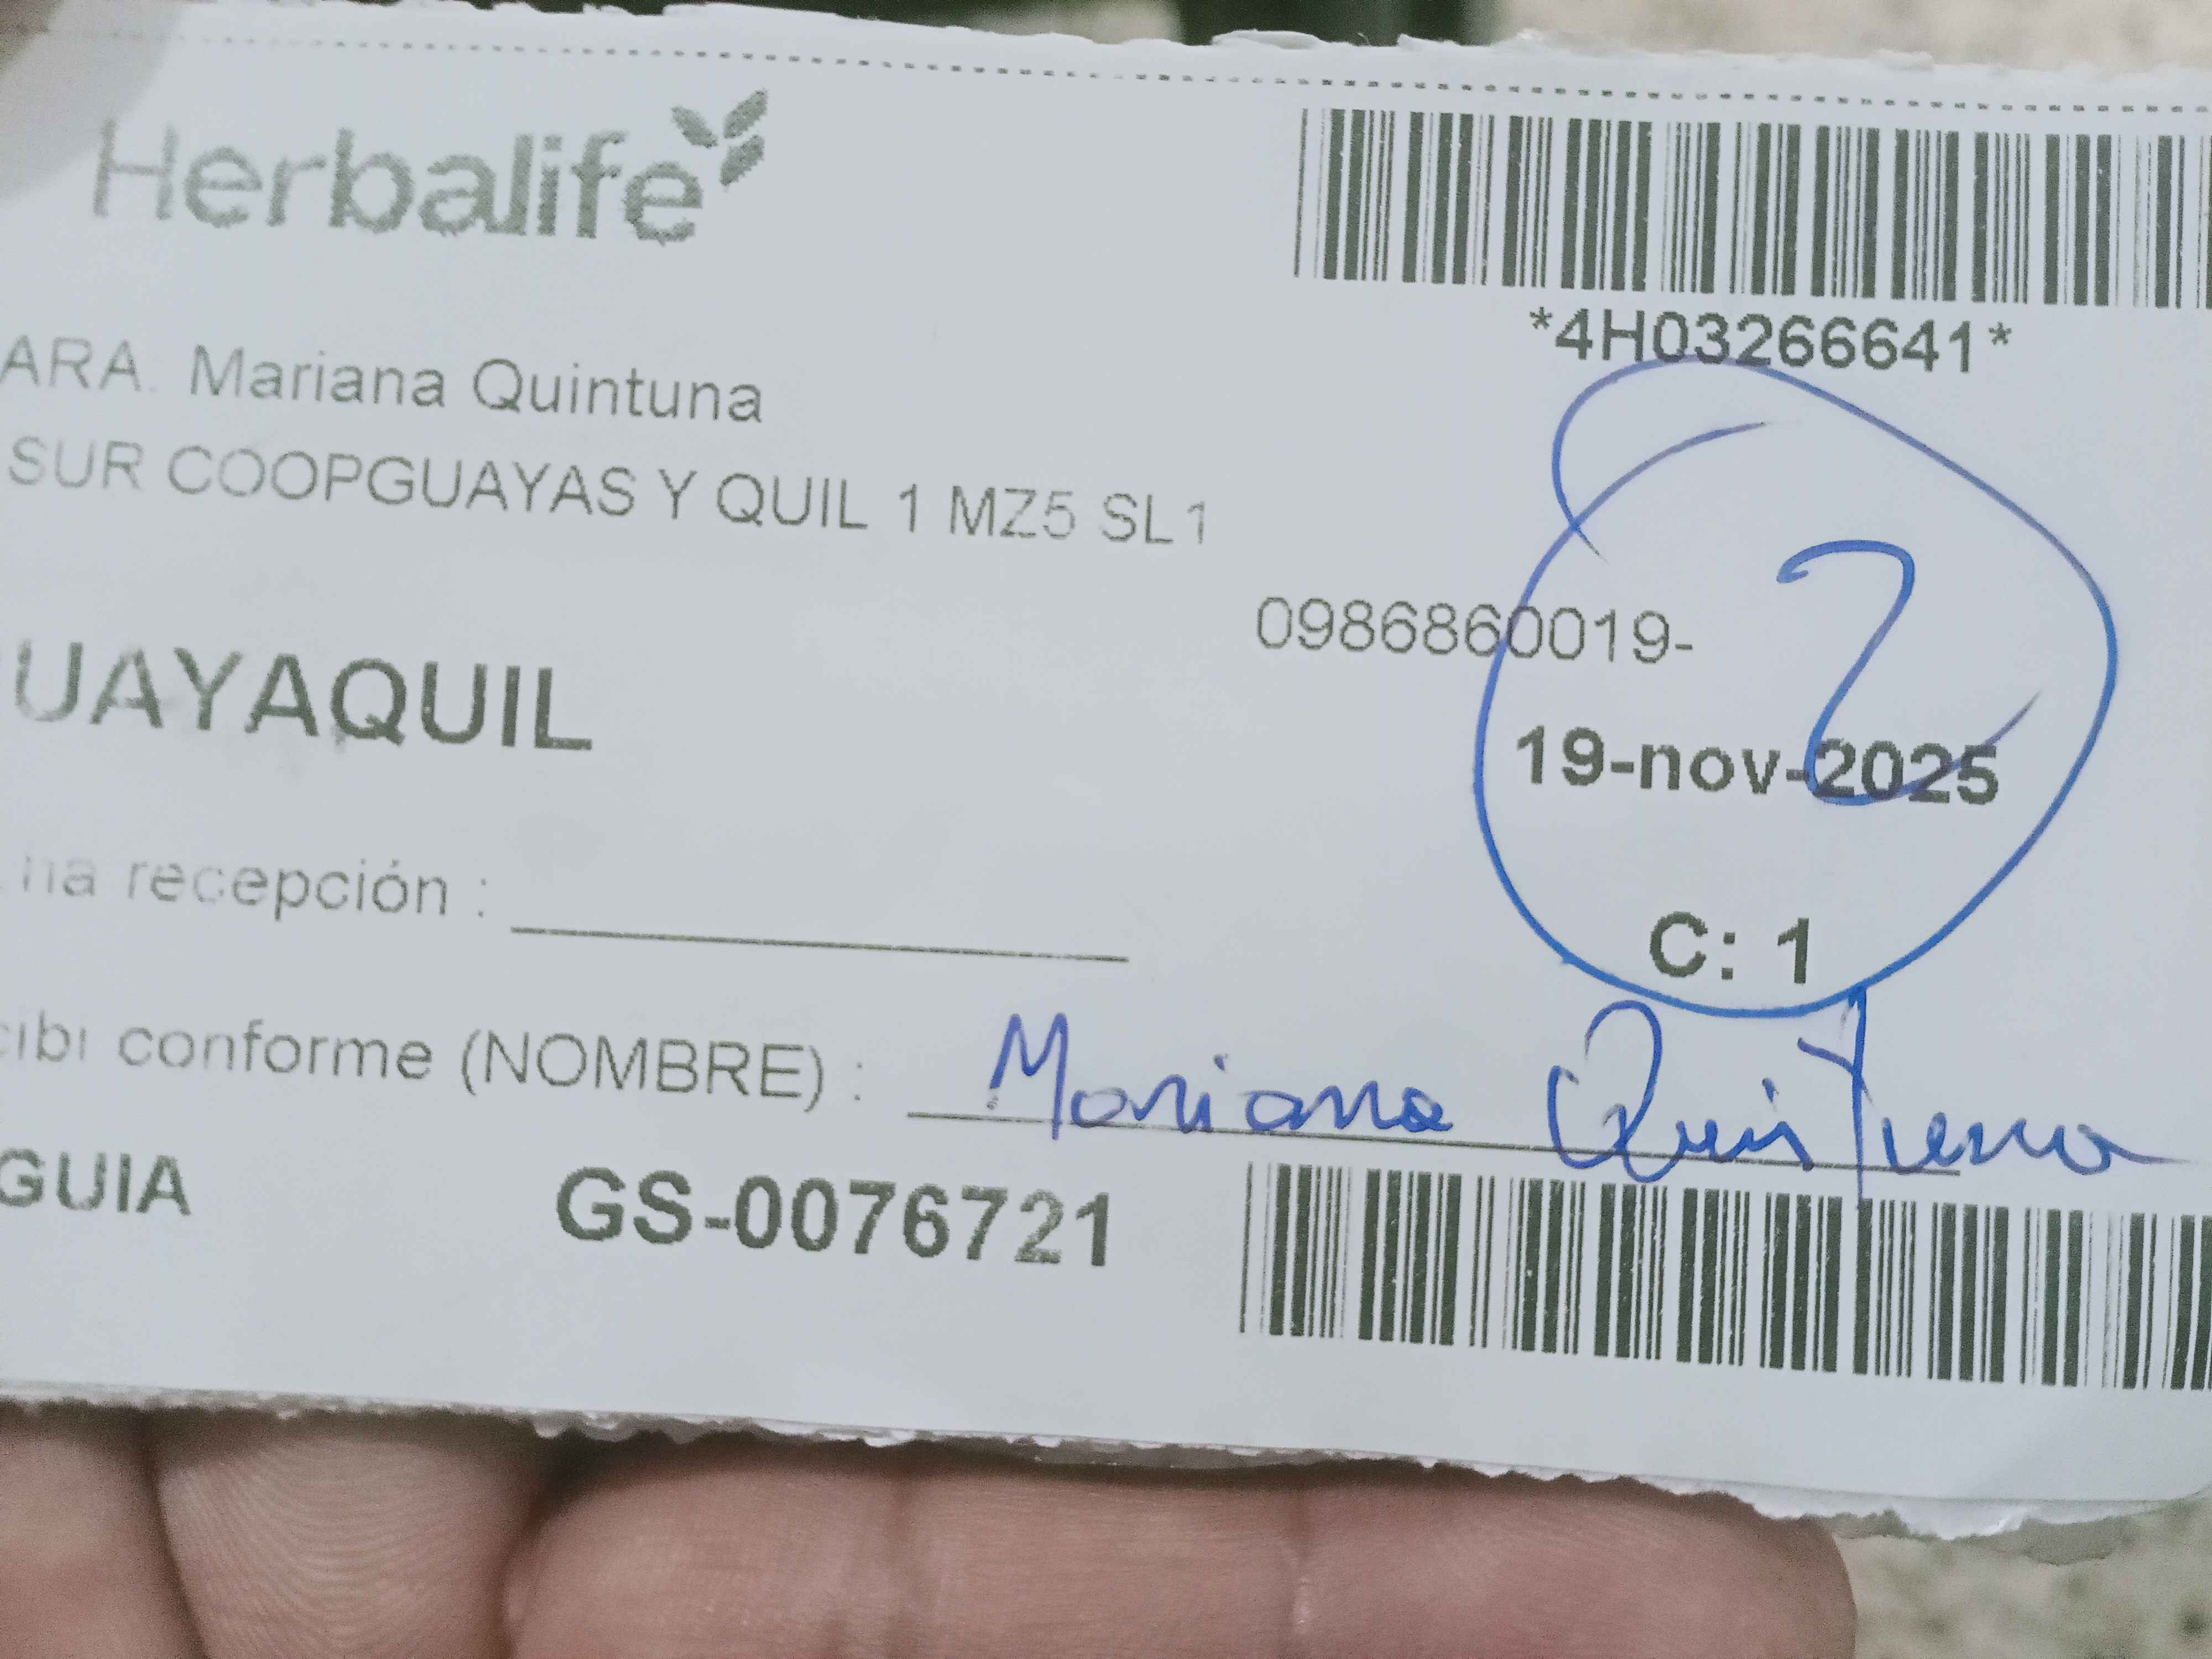 Herbalife
*4H03266641*
ARA. Mariana Quintuna
SUR COOPGUAYAS Y QUIL 1 MZ5 SL1
0986860019-
2
UAYAQUIL
19-nov-2025
ha recepción :
C: 1
cibi conforme (NOMBRE) : Mariana Quintuna
GUIA GS-0076721